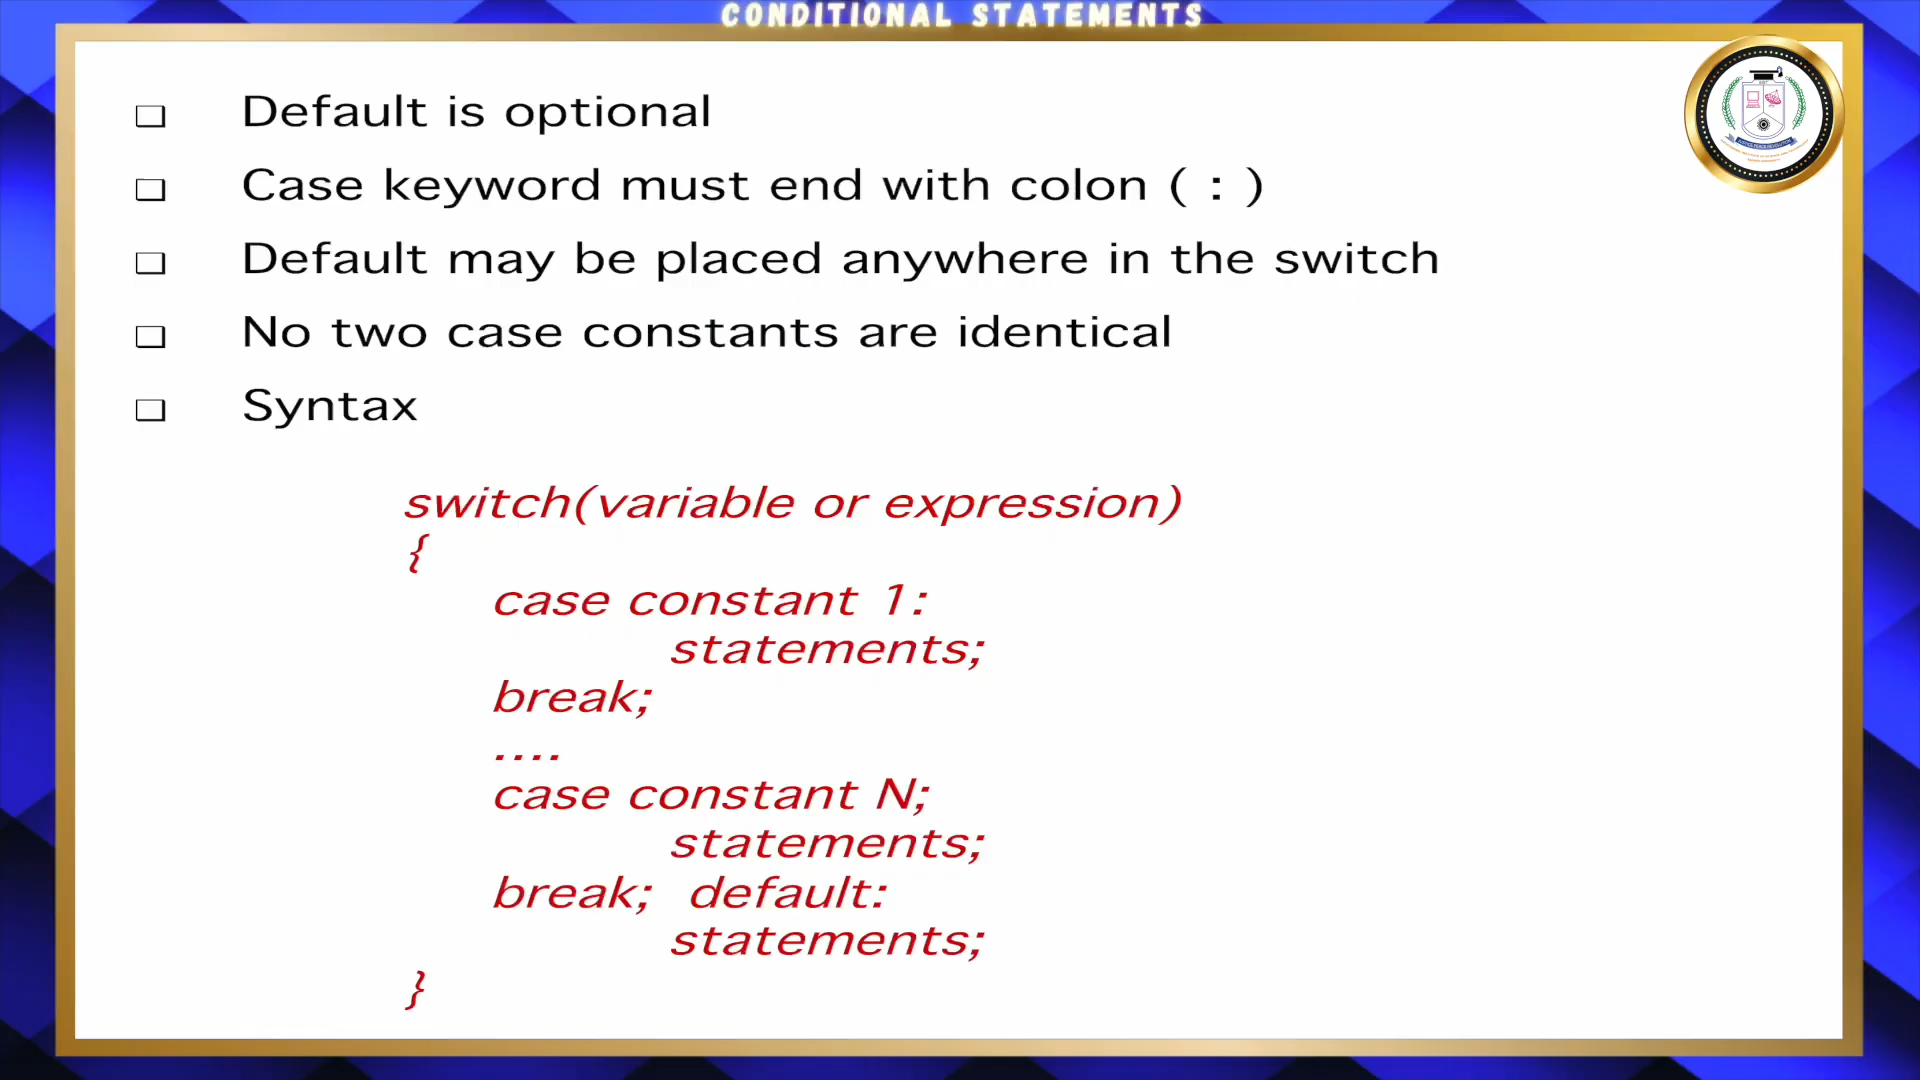 CONDITIONAL STATEMENTS
Default is optional
Case keyword must end with colon ( : )
Default may be placed anywhere in the switch
No two case constants are identical
Syntax
switch(variable or expression)
{
case constant 1:
statements;
break;
....
case constant N;
statements;
break; default:
statements;
}